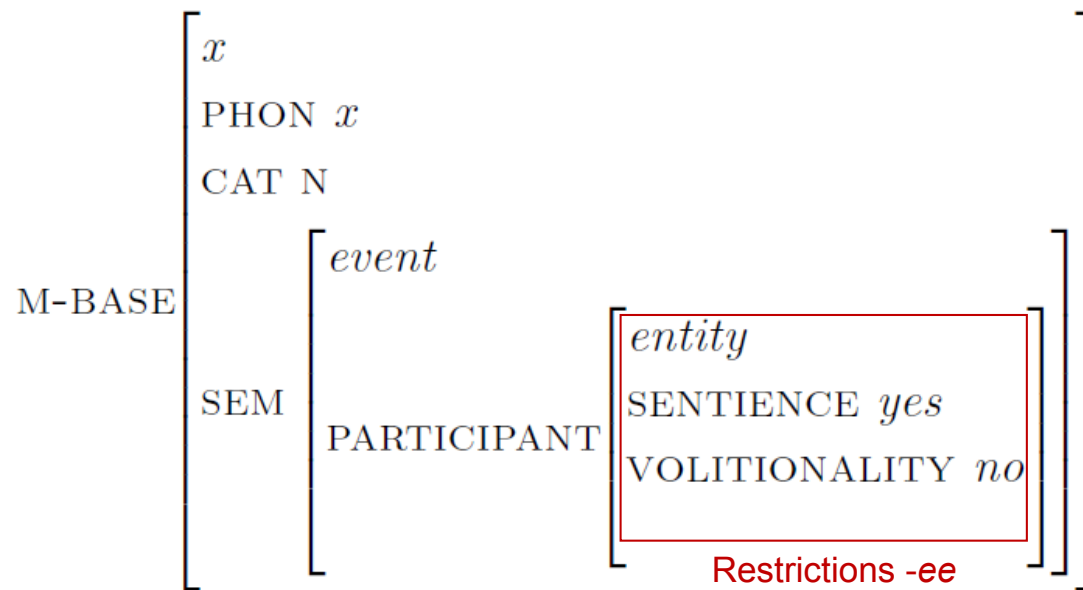 x
PHON x
CAT N
event
M-BASE
entity
SEM
SENTIENCE yes
PARTICIPANT
VOLITIONALITY no
Restrictions -ee